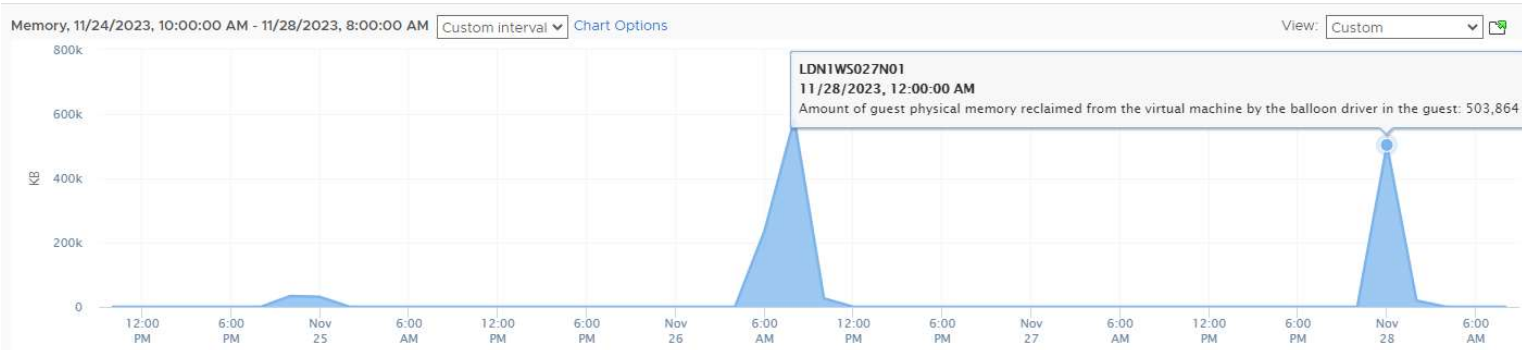 Memory, 11/24/2023, 10:00:00 AM - 11/28/2023, 8:00:00 AM Custom interval Chart Options View: Custom
800k
LDN1WS027N01
11/28/2023, 12:00:00 AM
Amount of guest physical memory reclaimed from the virtual machine by the balloon driver in the guest: 503,864
600k
KB
400k
200k
0
12:00 6:00 Nov 6:00 12:00 6:00 Nov 6:00 12:00 6:00 Nov 6:00 12:00 6:00 Nov 6:00
PM PM 25 AM PM PM 26 AM PM PM 27 AM PM PM 28 AM